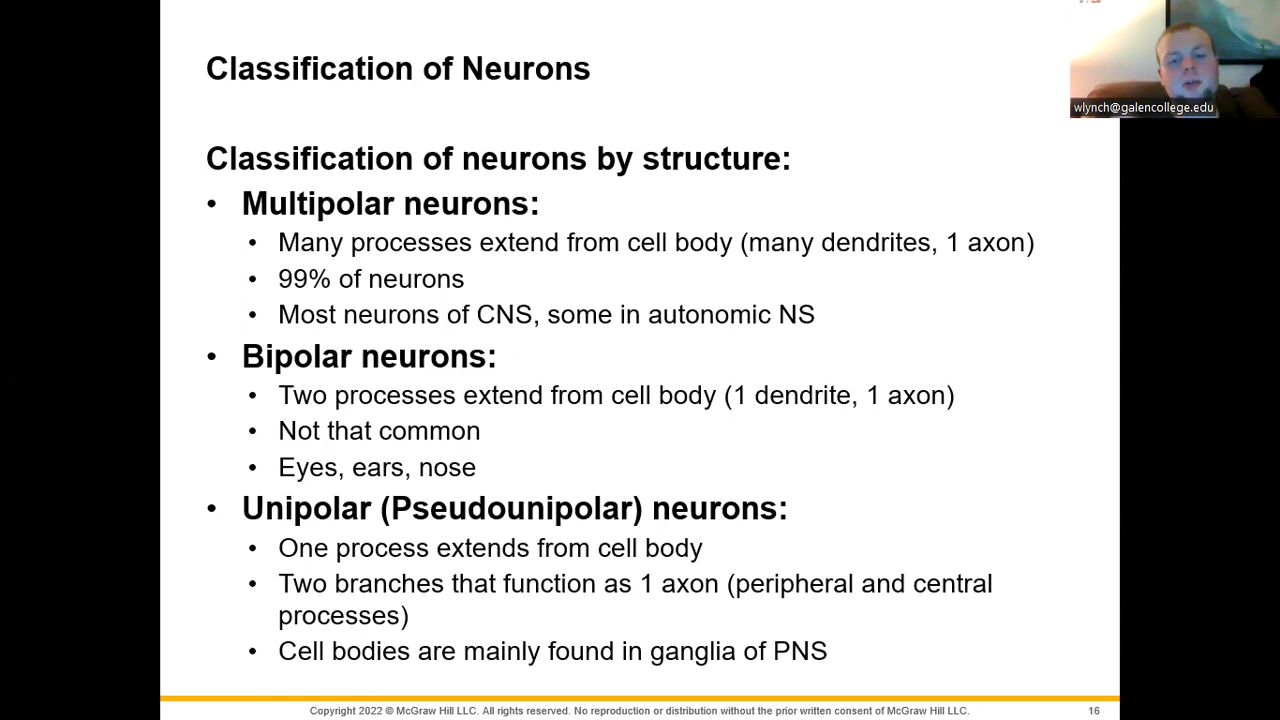 Classification of Neurons
wlynch@galencollege.edu
Classification of neurons by structure:
• Multipolar neurons:
• Many processes extend from cell body (many dendrites, 1 axon)
• 99% of neurons
• Most neurons of CNS, some in autonomic NS
• Bipolar neurons:
• Two processes extend from cell body (1 dendrite, 1 axon)
• Not that common
• Eyes, ears, nose
• Unipolar (Pseudounipolar) neurons:
• One process extends from cell body
• Two branches that function as 1 axon (peripheral and central
processes)
• Cell bodies are mainly found in ganglia of PNS
Copyright 2022 © McGraw Hill LLC. All rights reserved. No reproduction or distribution without the prior written consent of McGraw Hill LLC.
16